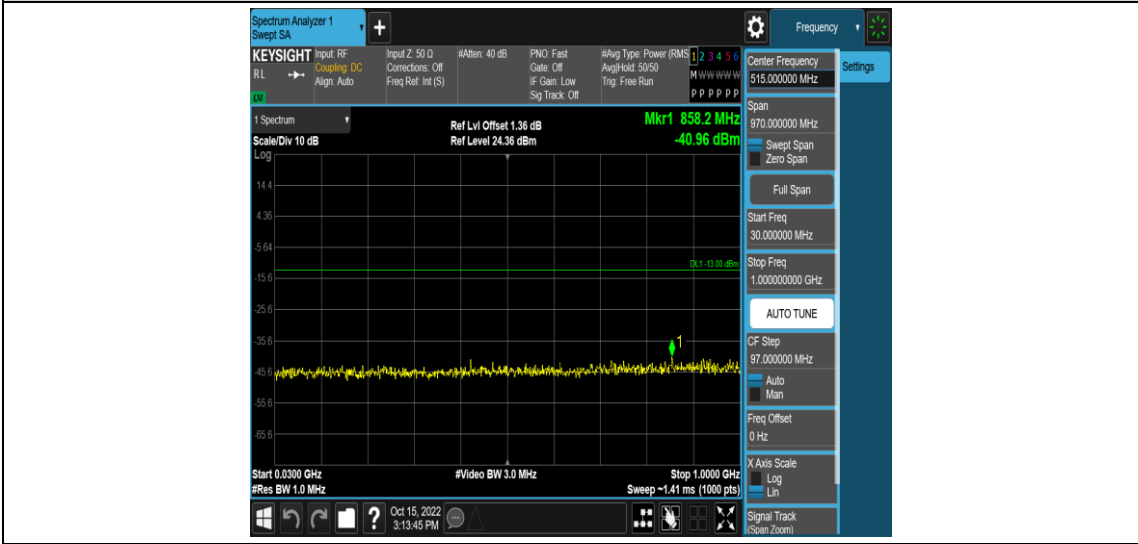 Spectrum Analyzer 1
Swept SA
+
Frequency
KEYSIGHT
R L
LNI
Input: RF
Coupling: DC
Align: Auto
Input Z: 50 Ω
Corrections: Off
Freq Ref: Int (S)
#Atten: 40 dB
PNO: Fast
Gate: Off
IF Gain: Low
Sig Track: Off
#Avg Type: Power (RMS
Avg|Hold: 50/50
Trig: Free Run
1 2 3 4 5 6
M W W W W W
P P P P P P
1 Spectrum
Scale/Div 10 dB
Ref Lvl Offset 1.36 dB
Ref Level 24.36 dBm
Mkr1 858.2 MHz
-40.96 dBm
Log
14.4
4.36
-5.64
-15.6
-25.6
-35.6
-45.6
-55.6
-65.6
DL1 -13.00 dBm
1
Start 0.0300 GHz
#Res BW 1.0 MHz
#Video BW 3.0 MHz
Stop 1.0000 GHz
Sweep ~1.41 ms (1000 pts)
Center Frequency
515.000000 MHz
Settings
Span
970.000000 MHz
Swept Span
Zero Span
Full Span
Start Freq
30.000000 MHz
Stop Freq
1.000000000 GHz
AUTO TUNE
CF Step
97.000000 MHz
Auto
Man
Freq Offset
0 Hz
X Axis Scale
Log
Lin
Signal Track
(Span Zoom)
?
Oct 15, 2022
3:13:45 PM